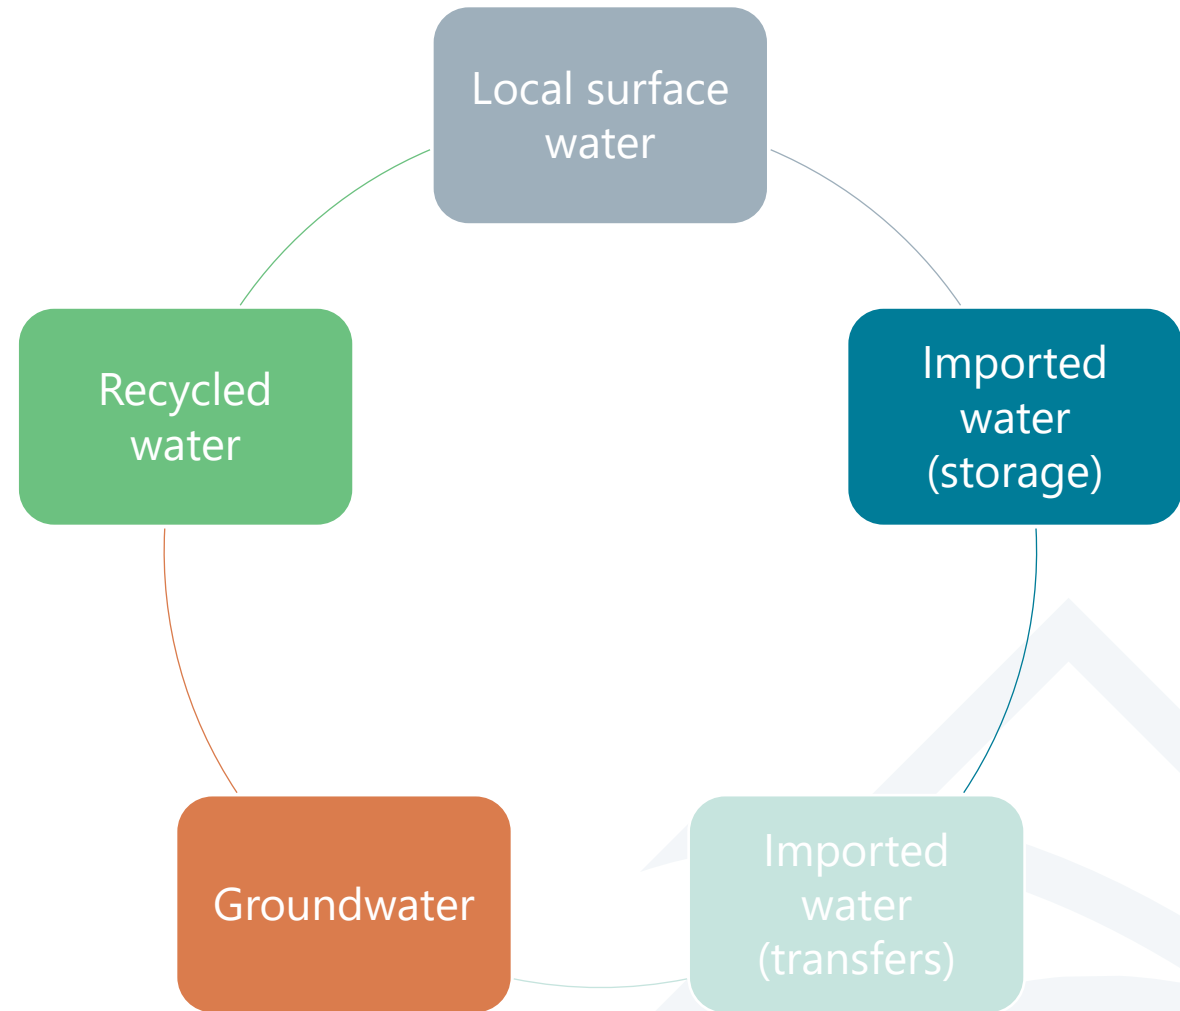 Local surface
water
Imported
water
(storage)
Imported
water
(transfers)
Groundwater
Recycled
water